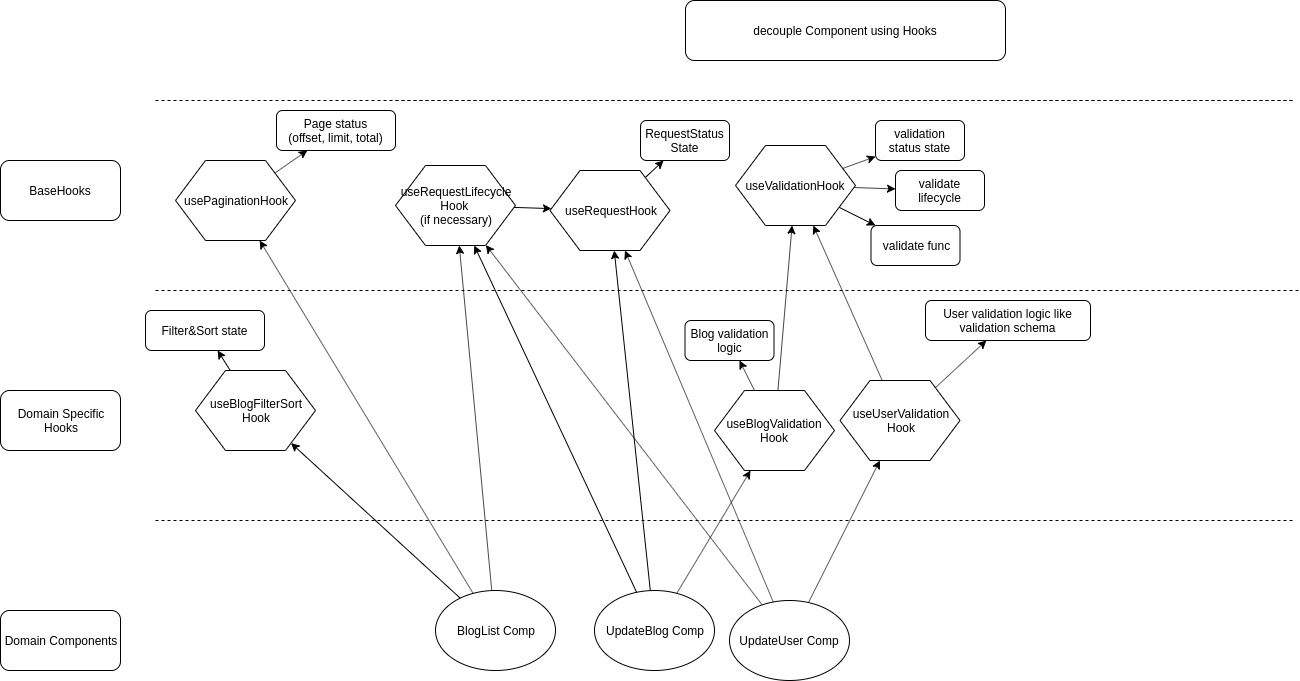 decouple Component using Hooks
Page status
(offset, limit, total)
RequestStatus
State
validation
status state
BaseHooks
usePaginationHook
useRequestLifecycle
Hook
(if necessary)
useRequestHook
useValidationHook
validate
lifecycle
validate func
Filter&Sort state
Blog validation
logic
User validation logic like
validation schema
Domain Specific
Hooks
useBlogFilterSort
Hook
useBlogValidation
Hook
useUserValidation
Hook
Domain Components
BlogList Comp
UpdateBlog Comp
UpdateUser Comp